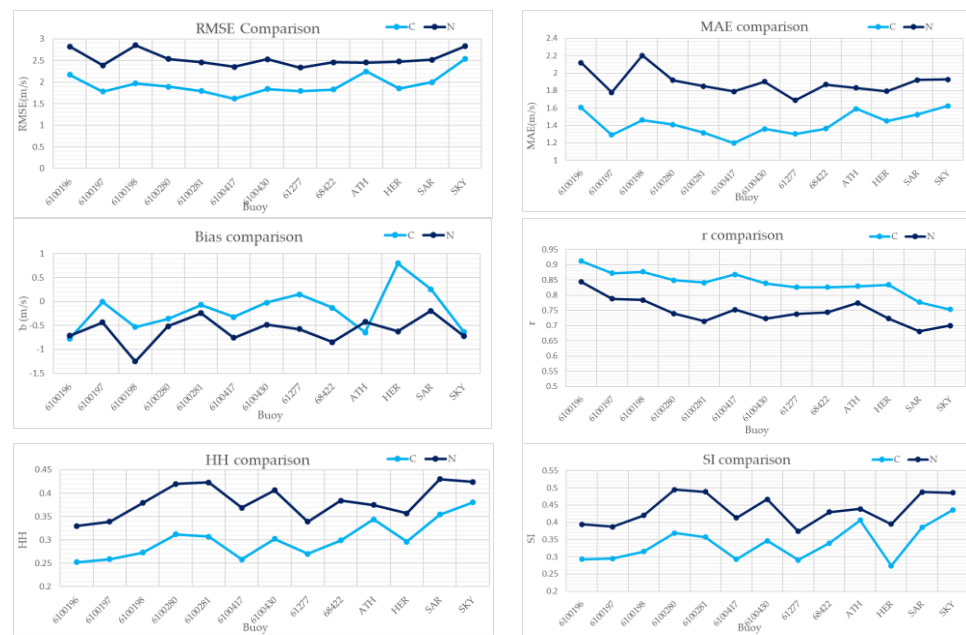 RMSE Comparison
C N
RMSE(m/s)
3
2.5
2
1.5
1
0.5
0
6100196 6100197 6100198 6100280 6100281 6100417 6100430 61277 68422 ATH HER SAR SKY
Buoy
MAE comparison
C N
MAE(m/s)
2.4
2.2
2
1.8
1.6
1.4
1.2
1
6100196 6100197 6100198 6100280 6100281 6100417 6100430 61277 68422 ATH HER SAR SKY
Buoy
Bias comparison
C N
b (m/s)
1
0.5
0
-0.5
-1
-1.5
6100196 6100197 6100198 6100280 6100281 6100417 6100430 61277 68422 ATH HER SAR SKY
Buoy
r comparison
C N
r
0.95
0.9
0.85
0.8
0.75
0.7
0.65
0.6
0.55
0.5
6100196 6100197 6100198 6100280 6100281 6100417 6100430 61277 68422 ATH HER SAR SKY
Buoy
HH comparison
C N
HH
0.45
0.4
0.35
0.3
0.25
0.2
6100196 6100197 6100198 6100280 6100281 6100417 6100430 61277 68422 ATH HER SAR SKY
Buoy
SI comparison
C N
SI
0.55
0.5
0.45
0.4
0.35
0.3
0.25
0.2
6100196 6100197 6100198 6100280 6100281 6100417 6100430 61277 68422 ATH HER SAR SKY
Buoy